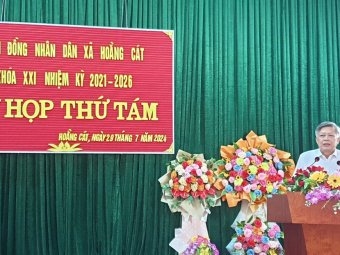 ĐỒNG NHÂN DÂN XÃ HOẰNG CÁT
KHÓA XXI NHIỆM KỲ 2021-2026
HỌP THỨ TÁM
HOẰNG CÁT, NGÀY 20 THÁNG 7 NĂM 2024